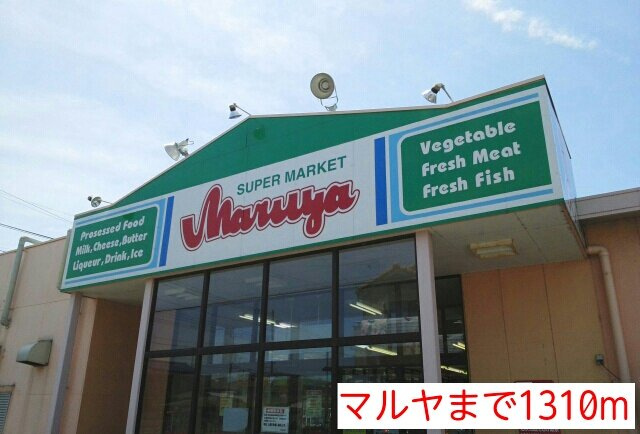 SUPER MARKET
Maruya
Prosessed Food
Milk,Cheese,Butter
Liqueur,Drink,Ice
Vegetable
Fresh Meat
Fresh Fish
マルヤまで1310m